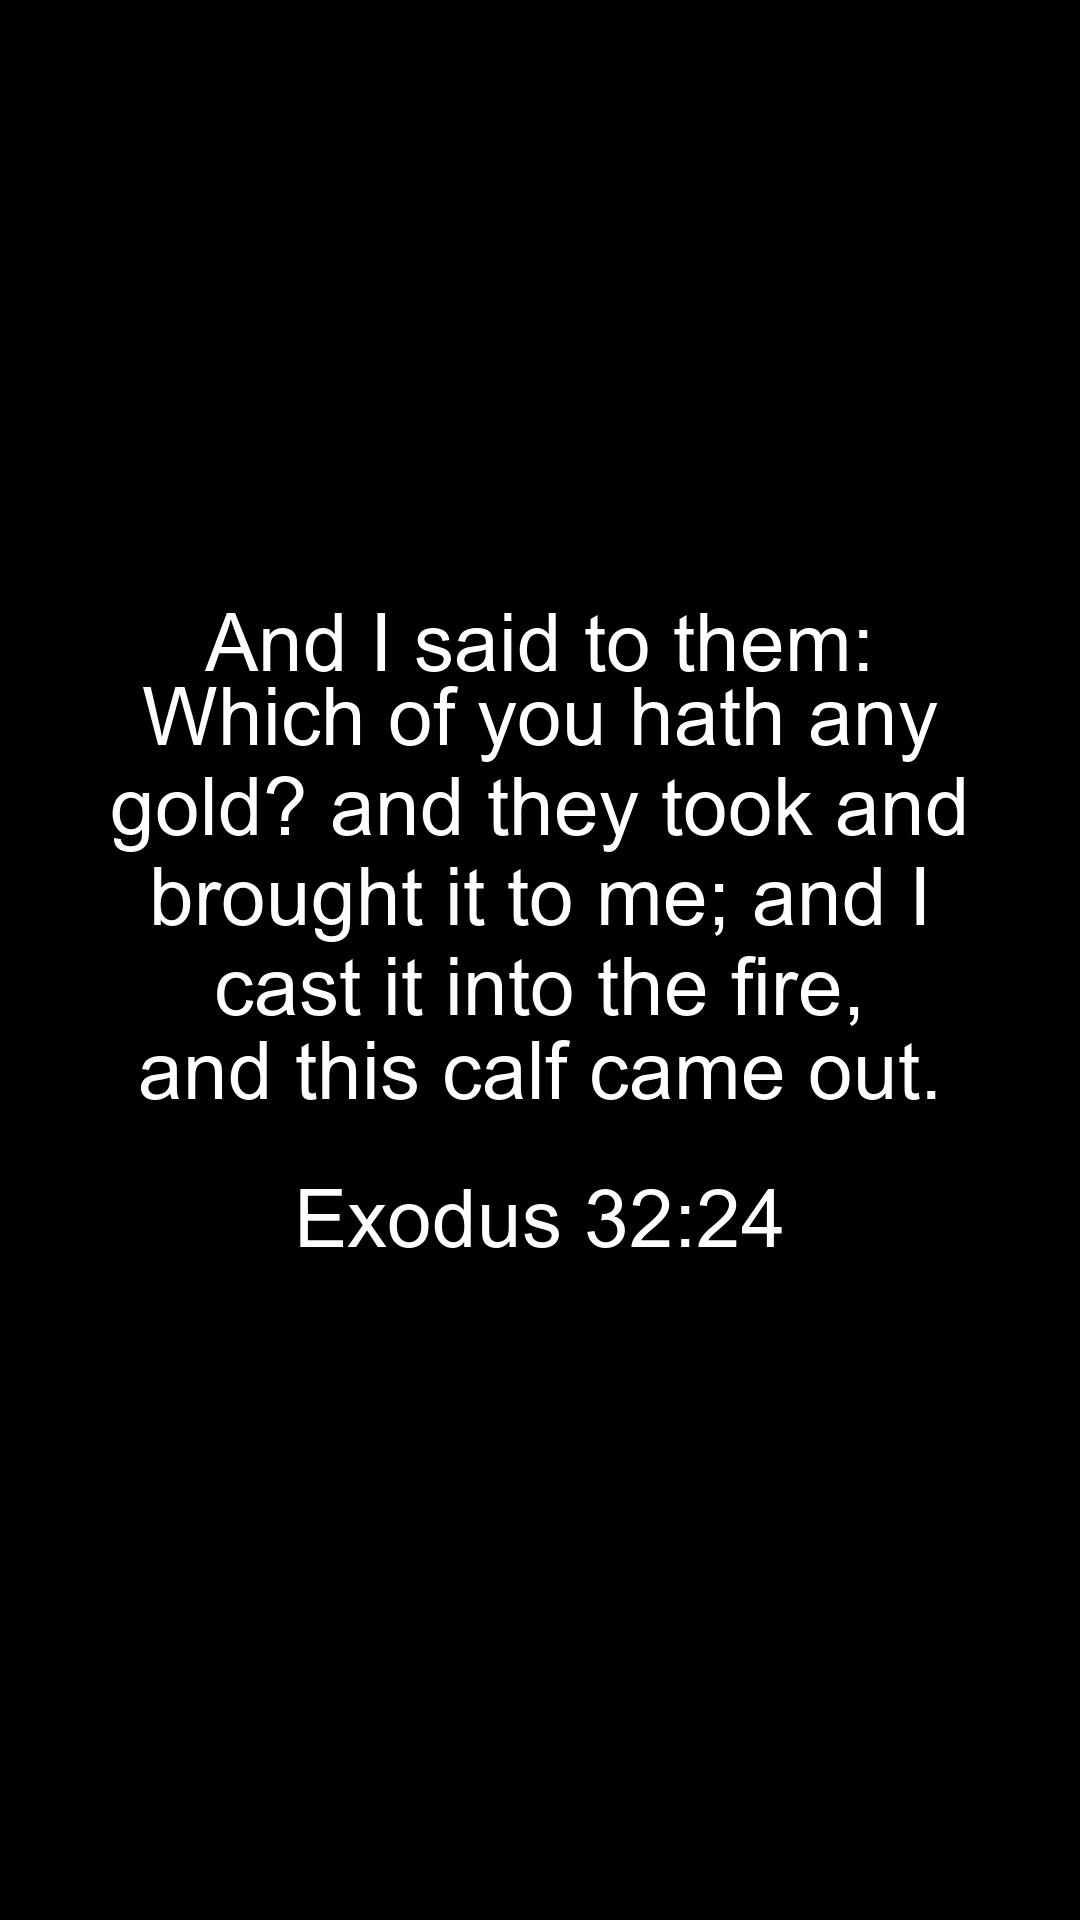 And I said to them:
Which of you hath any
gold? and they took and
brought it to me; and I
cast it into the fire,
and this calf came out.
Exodus 32:24